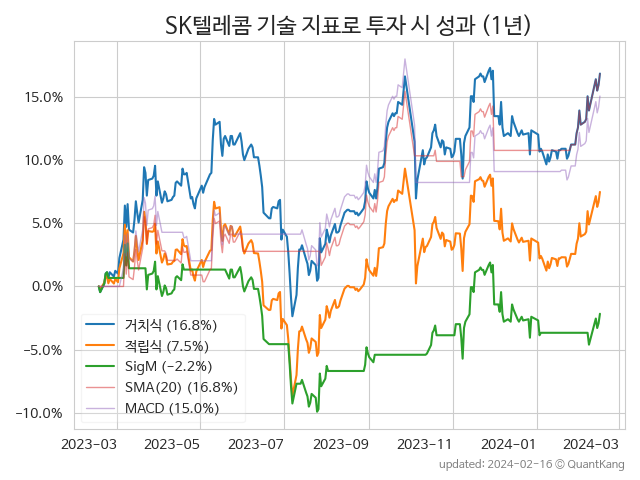 SK텔레콤 기술 지표로 투자 시 성과 (1년)
15.0%
10.0%
5.0%
0.0%
−5.0%
−10.0%
거치식 (16.8%)
적립식 (7.5%)
SigM (−2.2%)
SMA(20) (16.8%)
MACD (15.0%)
2023-03 2023-05 2023-07 2023-09 2023-11 2024-01 2024-03
updated: 2024-02-16 © QuantKang